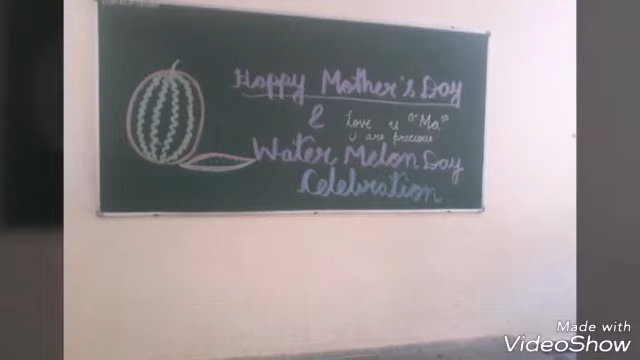 Happy Mother's Day
& love u "Ma"
u are precious
Water Melon Day
Celebration
Made with
VideoShow